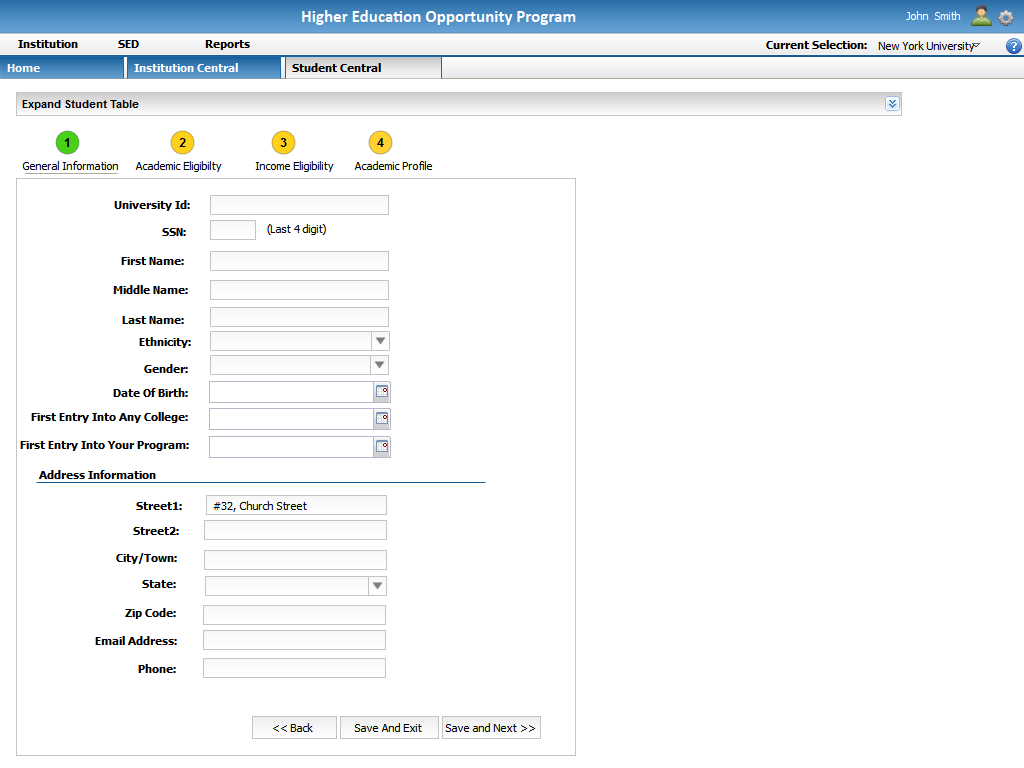 Higher Education Opportunity Program
John Smith
Institution SED Reports Current Selection: New York University
Home Institution Central Student Central
Expand Student Table
1 2 3 4
General Information Academic Eligibilty Income Eligibility Academic Profile
University Id:
SSN: (Last 4 digit)
First Name:
Middle Name:
Last Name:
Ethnicity:
Gender:
Date Of Birth:
First Entry Into Any College:
First Entry Into Your Program:
Address Information
Street1: #32, Church Street
Street2:
City/Town:
State:
Zip Code:
Email Address:
Phone:
<< Back Save And Exit Save and Next >>